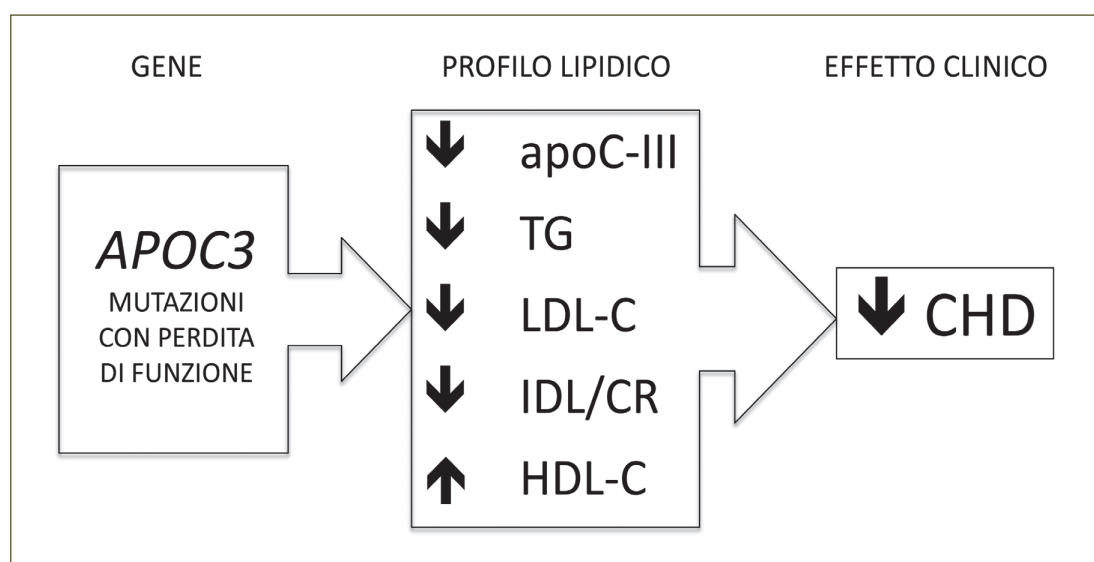 GENE
PROFILO LIPIDICO
EFFETTO CLINICO
APOC3
MUTAZIONI
CON PERDITA
DI FUNZIONE
↓ apoC-III
↓ TG
↓ LDL-C
↓ IDL/CR
↑ HDL-C
↓ CHD